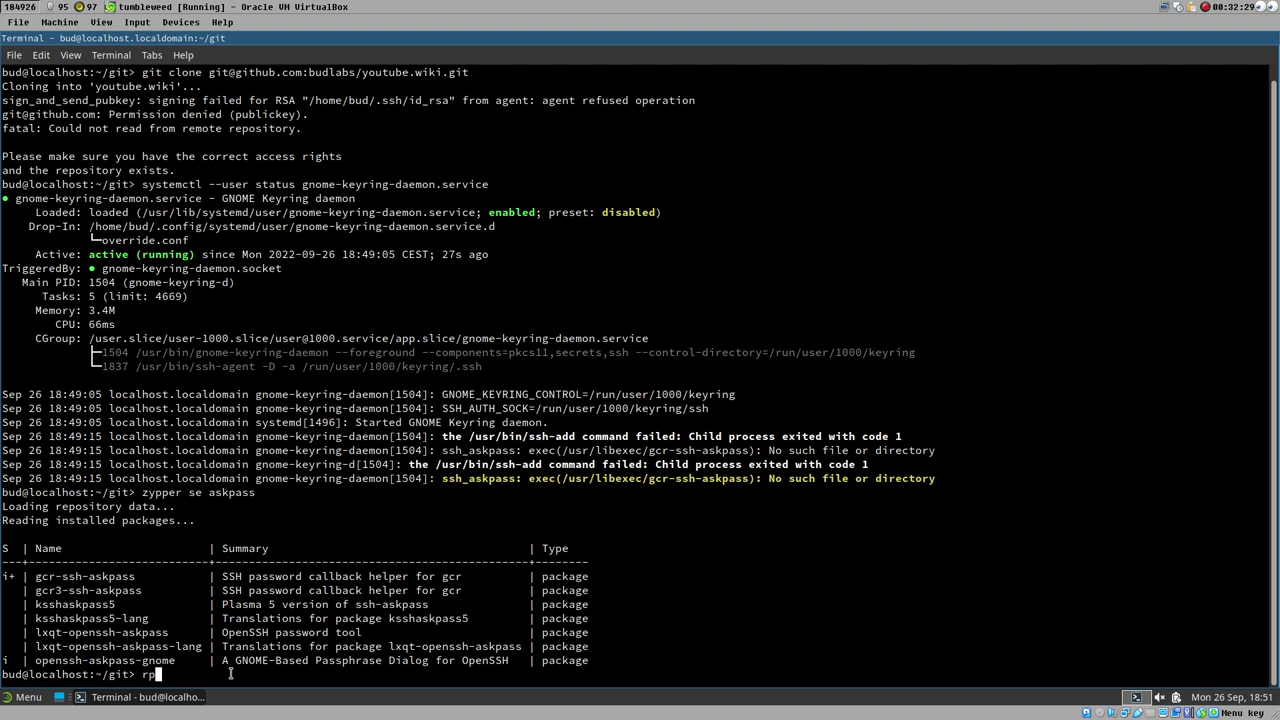 184926 95 97 tumbleweed [Running] - Oracle VM VirtualBox 00:32:29
File Machine View Input Devices Help
Terminal - bud@localhost.localdomain:~/git
File Edit View Terminal Tabs Help
bud@localhost:~/git> git clone git@github.com:budlabs/youtube.wiki.git
Cloning into 'youtube.wiki'...
sign_and_send_pubkey: signing failed for RSA "/home/bud/.ssh/id_rsa" from agent: agent refused operation
git@github.com: Permission denied (publickey).
fatal: Could not read from remote repository.
Please make sure you have the correct access rights
and the repository exists.
bud@localhost:~/git> systemctl --user status gnome-keyring-daemon.service
● gnome-keyring-daemon.service - GNOME Keyring daemon
Loaded: loaded (/usr/lib/systemd/user/gnome-keyring-daemon.service; enabled; preset: disabled)
Drop-In: /home/bud/.config/systemd/user/gnome-keyring-daemon.service.d
└─override.conf
Active: active (running) since Mon 2022-09-26 18:49:05 CEST; 27s ago
TriggeredBy: ● gnome-keyring-daemon.socket
Main PID: 1504 (gnome-keyring-d)
Tasks: 5 (limit: 4669)
Memory: 3.4M
CPU: 66ms
CGroup: /user.slice/user-1000.slice/user@1000.service/app.slice/gnome-keyring-daemon.service
├─1504 /usr/bin/gnome-keyring-daemon --foreground --components=pkcs11,secrets,ssh --control-directory=/run/user/1000/keyring
└─1837 /usr/bin/ssh-agent -D -a /run/user/1000/keyring/.ssh
Sep 26 18:49:05 localhost.localdomain gnome-keyring-daemon[1504]: GNOME_KEYRING_CONTROL=/run/user/1000/keyring
Sep 26 18:49:05 localhost.localdomain gnome-keyring-daemon[1504]: SSH_AUTH_SOCK=/run/user/1000/keyring/ssh
Sep 26 18:49:05 localhost.localdomain systemd[1496]: Started GNOME Keyring daemon.
Sep 26 18:49:15 localhost.localdomain gnome-keyring-daemon[1504]: the /usr/bin/ssh-add command failed: Child process exited with code 1
Sep 26 18:49:15 localhost.localdomain gnome-keyring-daemon[1504]: ssh_askpass: exec(/usr/libexec/gcr-ssh-askpass): No such file or directory
Sep 26 18:49:15 localhost.localdomain gnome-keyring-d[1504]: the /usr/bin/ssh-add command failed: Child process exited with code 1
Sep 26 18:49:15 localhost.localdomain gnome-keyring-daemon[1504]: ssh_askpass: exec(/usr/libexec/gcr-ssh-askpass): No such file or directory
bud@localhost:~/git> zypper se askpass
Loading repository data...
Reading installed packages...
S | Name | Summary | Type
---+-------------------------+-----------------------------------------+--------
i+ | gcr-ssh-askpass | SSH password callback helper for gcr | package
| gcr3-ssh-askpass | SSH password callback helper for gcr | package
| ksshaskpass5 | Plasma 5 version of ssh-askpass | package
| ksshaskpass5-lang | Translations for package ksshaskpass5 | package
| lxqt-openssh-askpass | OpenSSH password tool | package
| lxqt-openssh-askpass-lang | Translations for package lxqt-openssh-askpass | package
i | openssh-askpass-gnome | A GNOME-Based Passphrase Dialog for OpenSSH | package
bud@localhost:~/git> rp
Menu Terminal - bud@localho... Mon 26 Sep, 18:51
Menu key